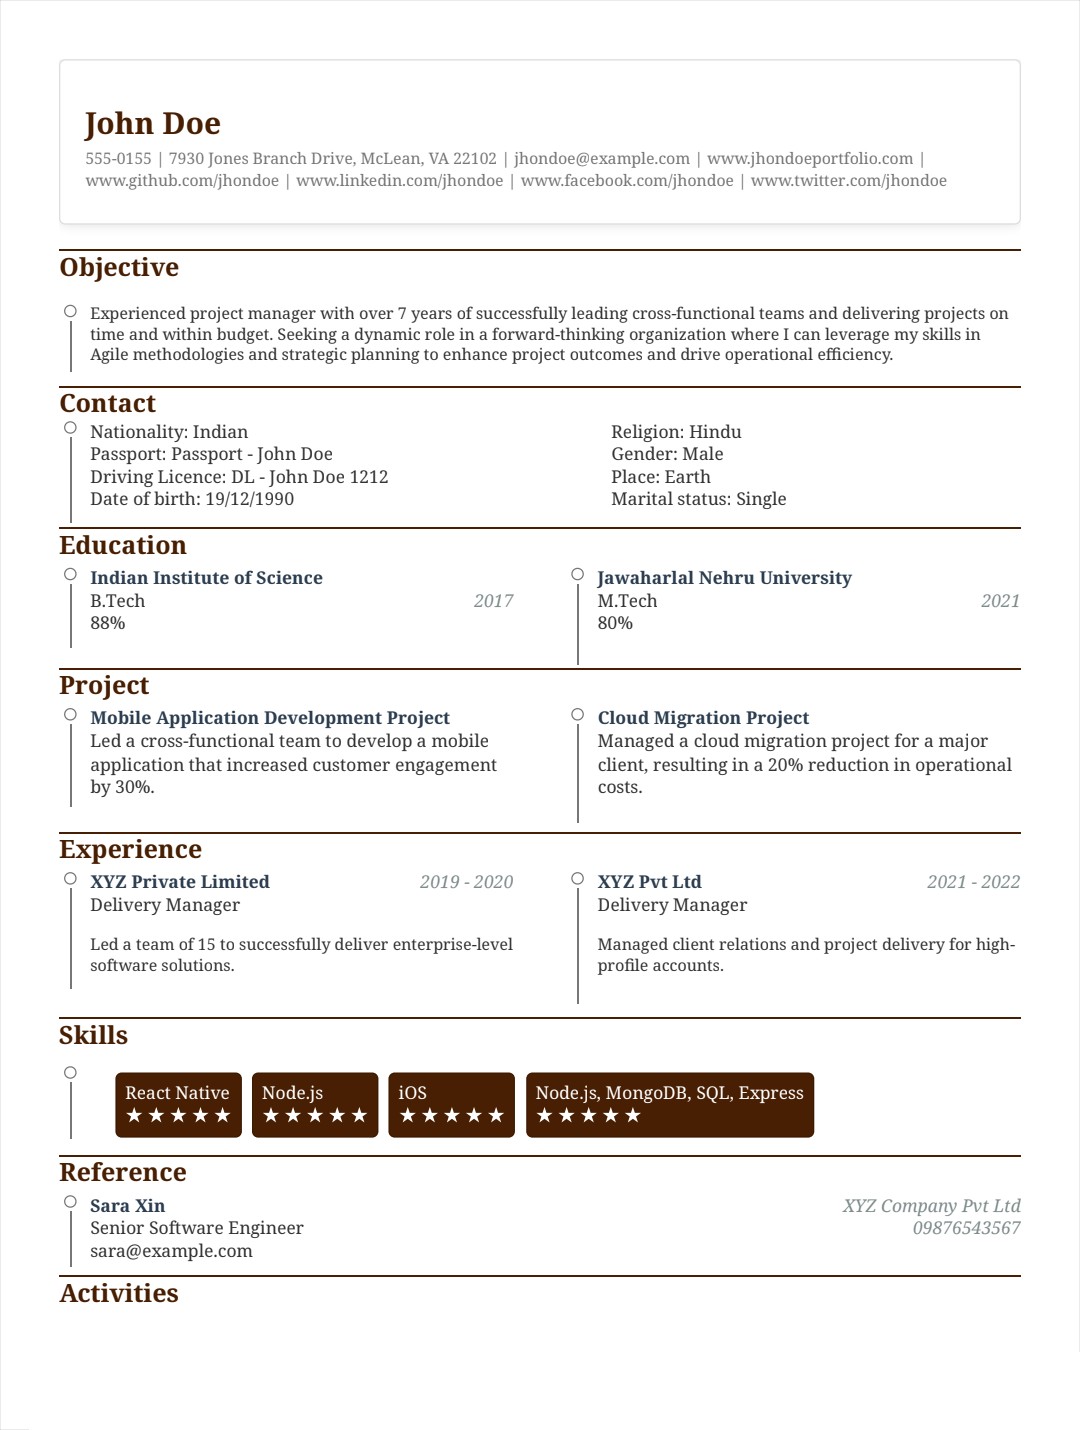 John Doe
555-0155 | 7930 Jones Branch Drive, McLean, VA 22102 | jhondoe@example.com | www.jhondoeportfolio.com |
www.github.com/jhondoe | www.linkedin.com/jhondoe | www.facebook.com/jhondoe | www.twitter.com/jhondoe
Objective
Experienced project manager with over 7 years of successfully leading cross-functional teams and delivering projects on
time and within budget. Seeking a dynamic role in a forward-thinking organization where I can leverage my skills in
Agile methodologies and strategic planning to enhance project outcomes and drive operational efficiency.
Contact
Nationality: Indian
Passport: Passport - John Doe
Driving Licence: DL - John Doe 1212
Date of birth: 19/12/1990
Religion: Hindu
Gender: Male
Place: Earth
Marital status: Single
Education
Indian Institute of Science
B.Tech 2017
88%
Jawaharlal Nehru University
M.Tech 2021
80%
Project
Mobile Application Development Project
Led a cross-functional team to develop a mobile
application that increased customer engagement
by 30%.
Cloud Migration Project
Managed a cloud migration project for a major
client, resulting in a 20% reduction in operational
costs.
Experience
XYZ Private Limited 2019 - 2020
Delivery Manager
Led a team of 15 to successfully deliver enterprise-level
software solutions.
XYZ Pvt Ltd 2021 - 2022
Delivery Manager
Managed client relations and project delivery for high-
profile accounts.
Skills
React Native
★★★★★
Node.js
★★★★★
iOS
★★★★★
Node.js, MongoDB, SQL, Express
★★★★★
Reference
Sara Xin XYZ Company Pvt Ltd
Senior Software Engineer 09876543567
sara@example.com
Activities